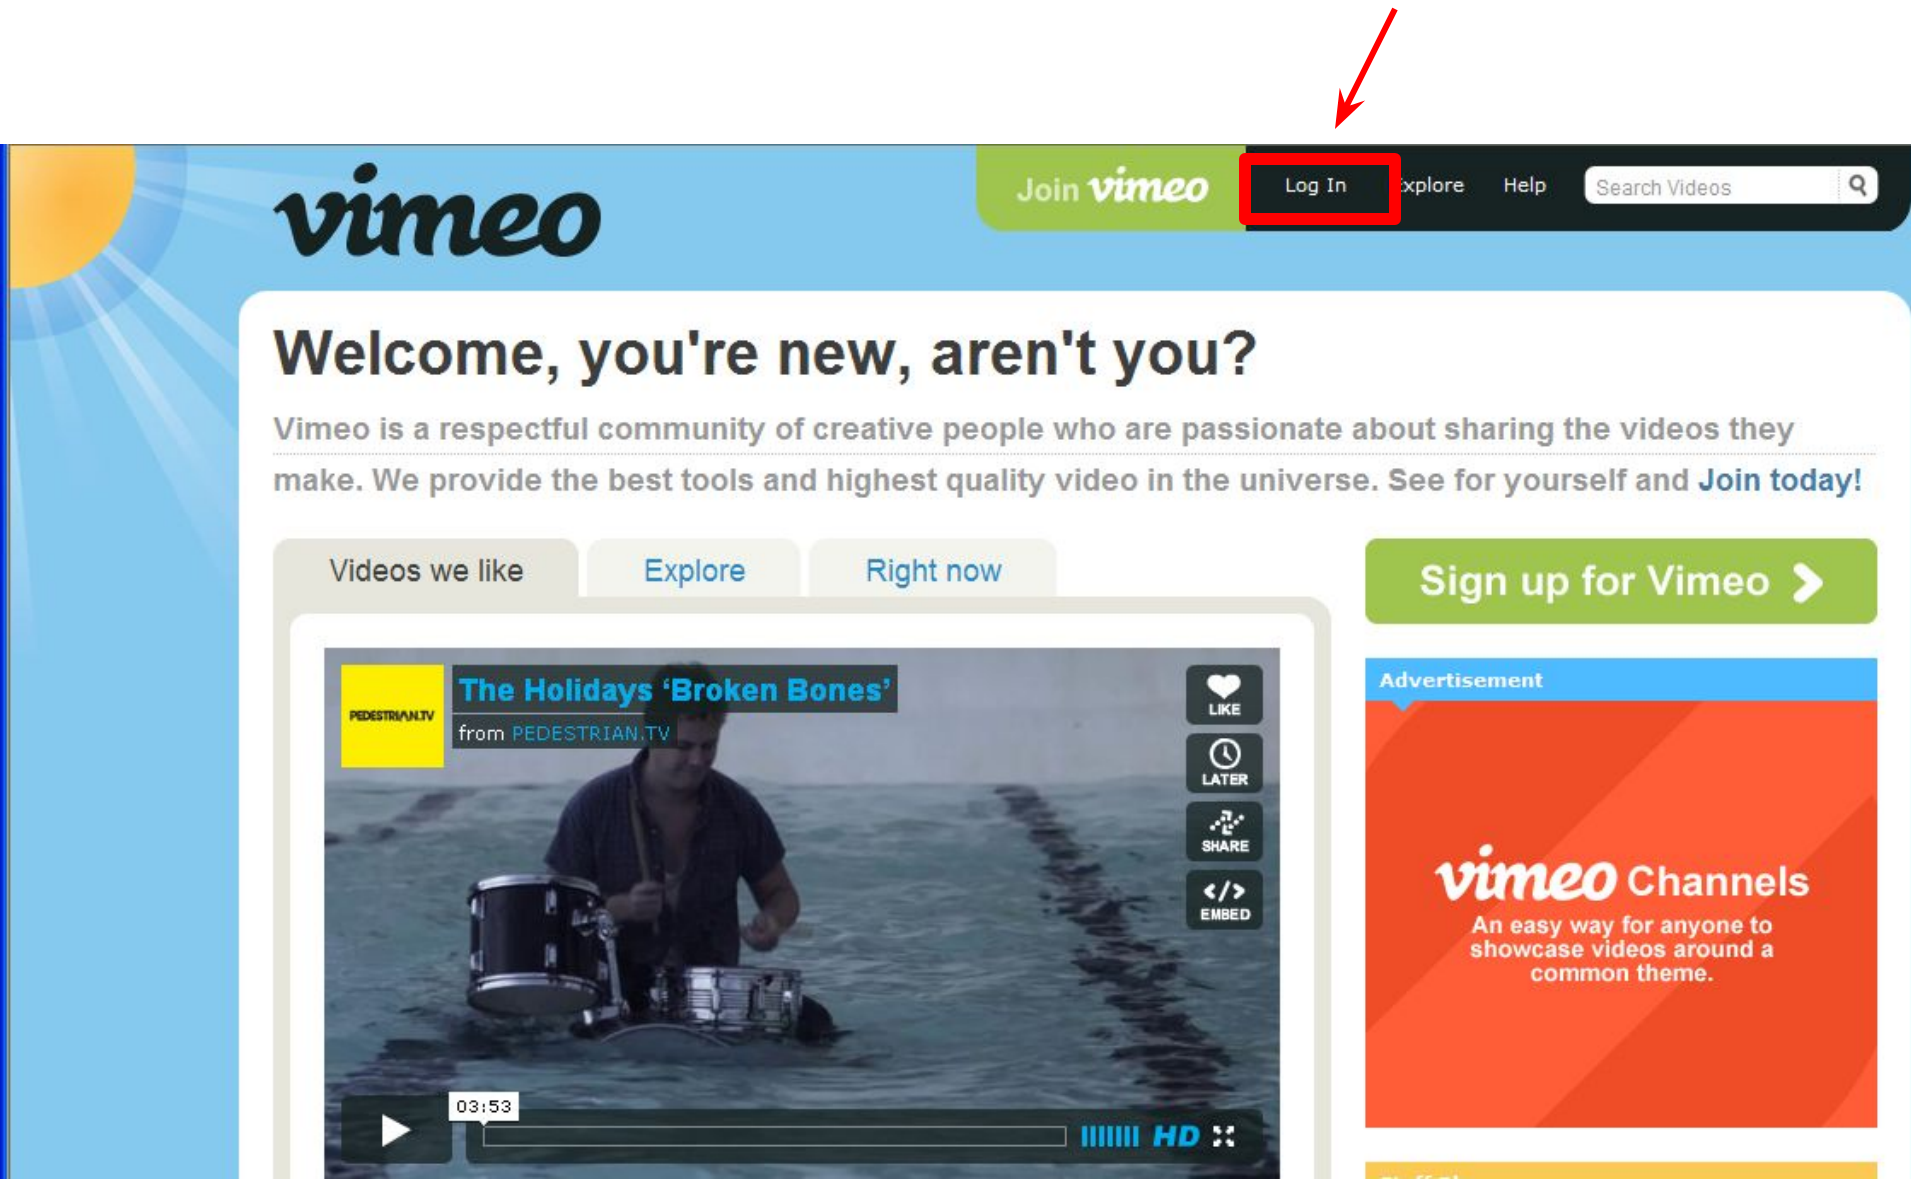 vimeo
Join vimeo
Log In
Explore
Help
Search Videos
Welcome, you're new, aren't you?
Vimeo is a respectful community of creative people who are passionate about sharing the videos they
make. We provide the best tools and highest quality video in the universe. See for yourself and Join today!
Videos we like
Explore
Right now
Sign up for Vimeo
PEDESTRIAN.TV
The Holidays ‘Broken Bones’
from PEDESTRIAN.TV
LIKE
LATER
SHARE
</>
EMBED
03:53
HD
Advertisement
vimeo Channels
An easy way for anyone to
showcase videos around a
common theme.